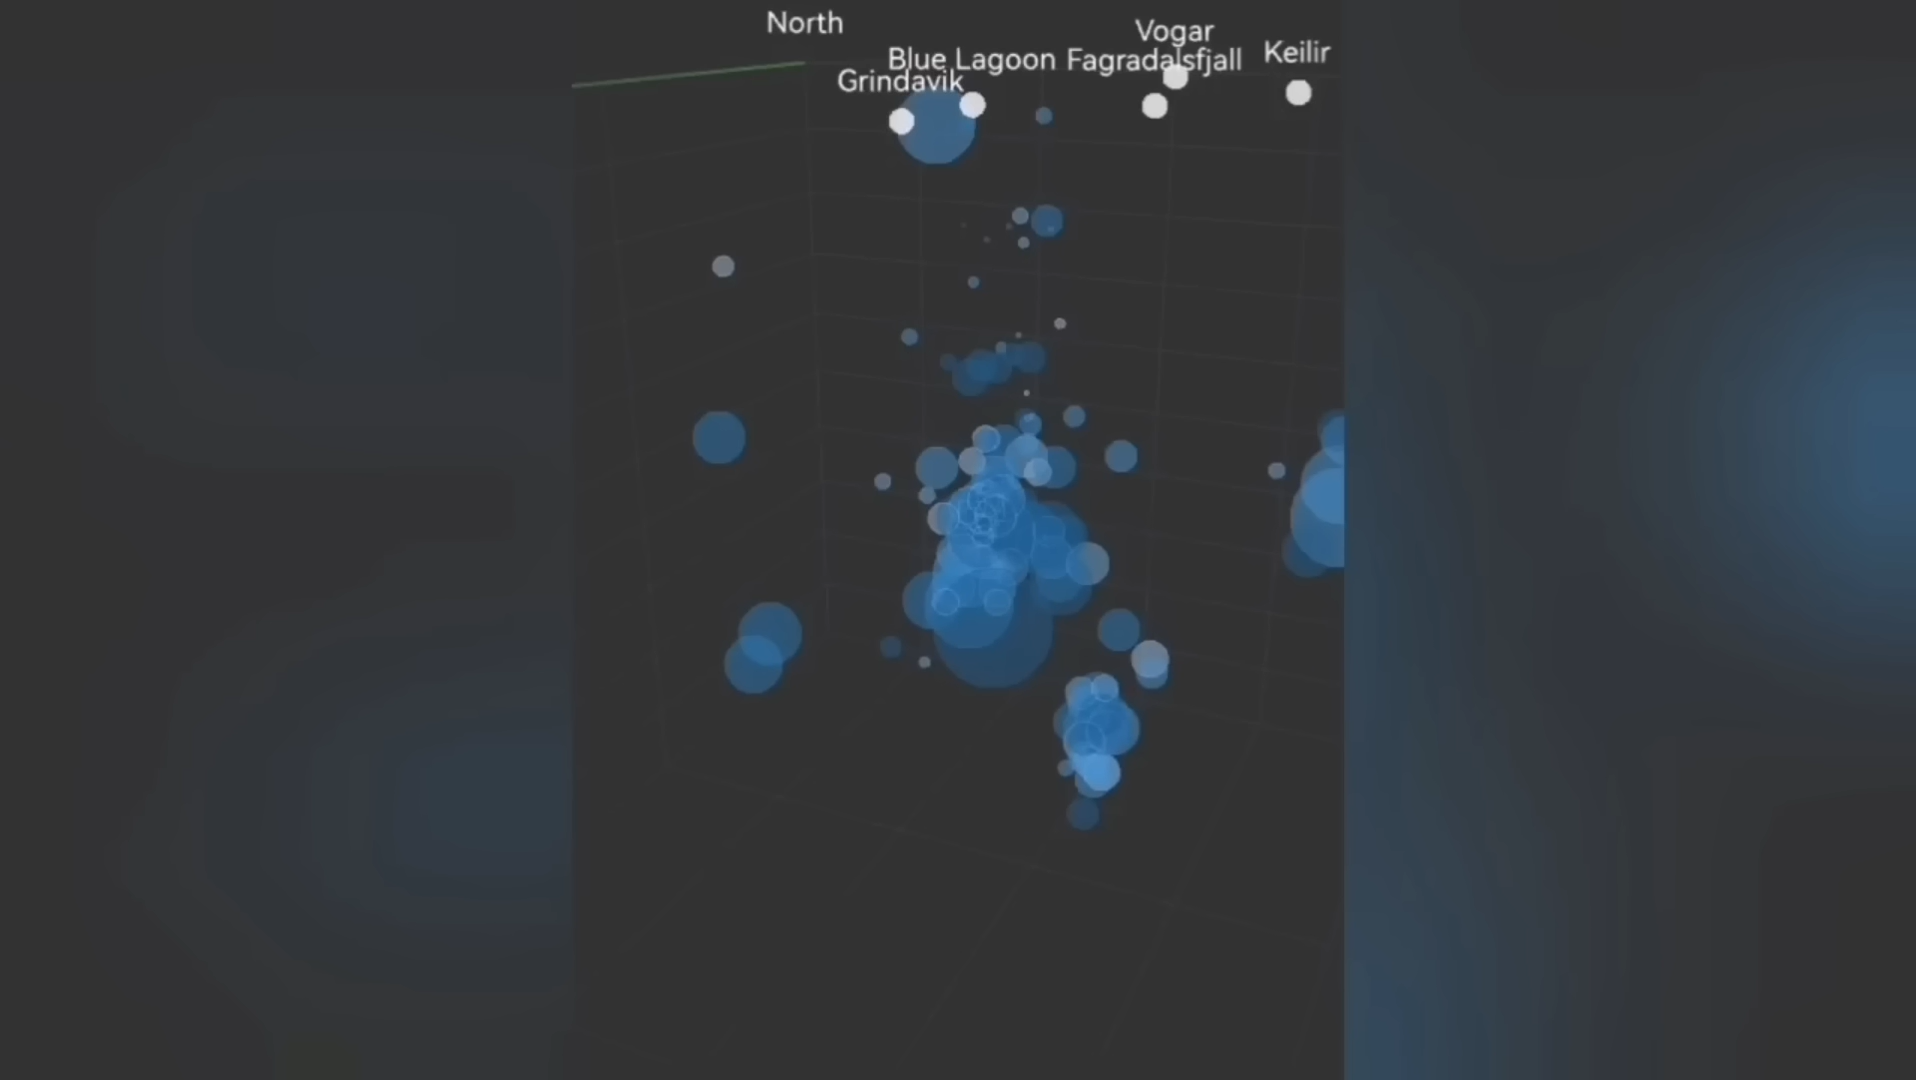 North
Vogar
Blue Lagoon
Fagradalsfjall
Keilir
Grindavik